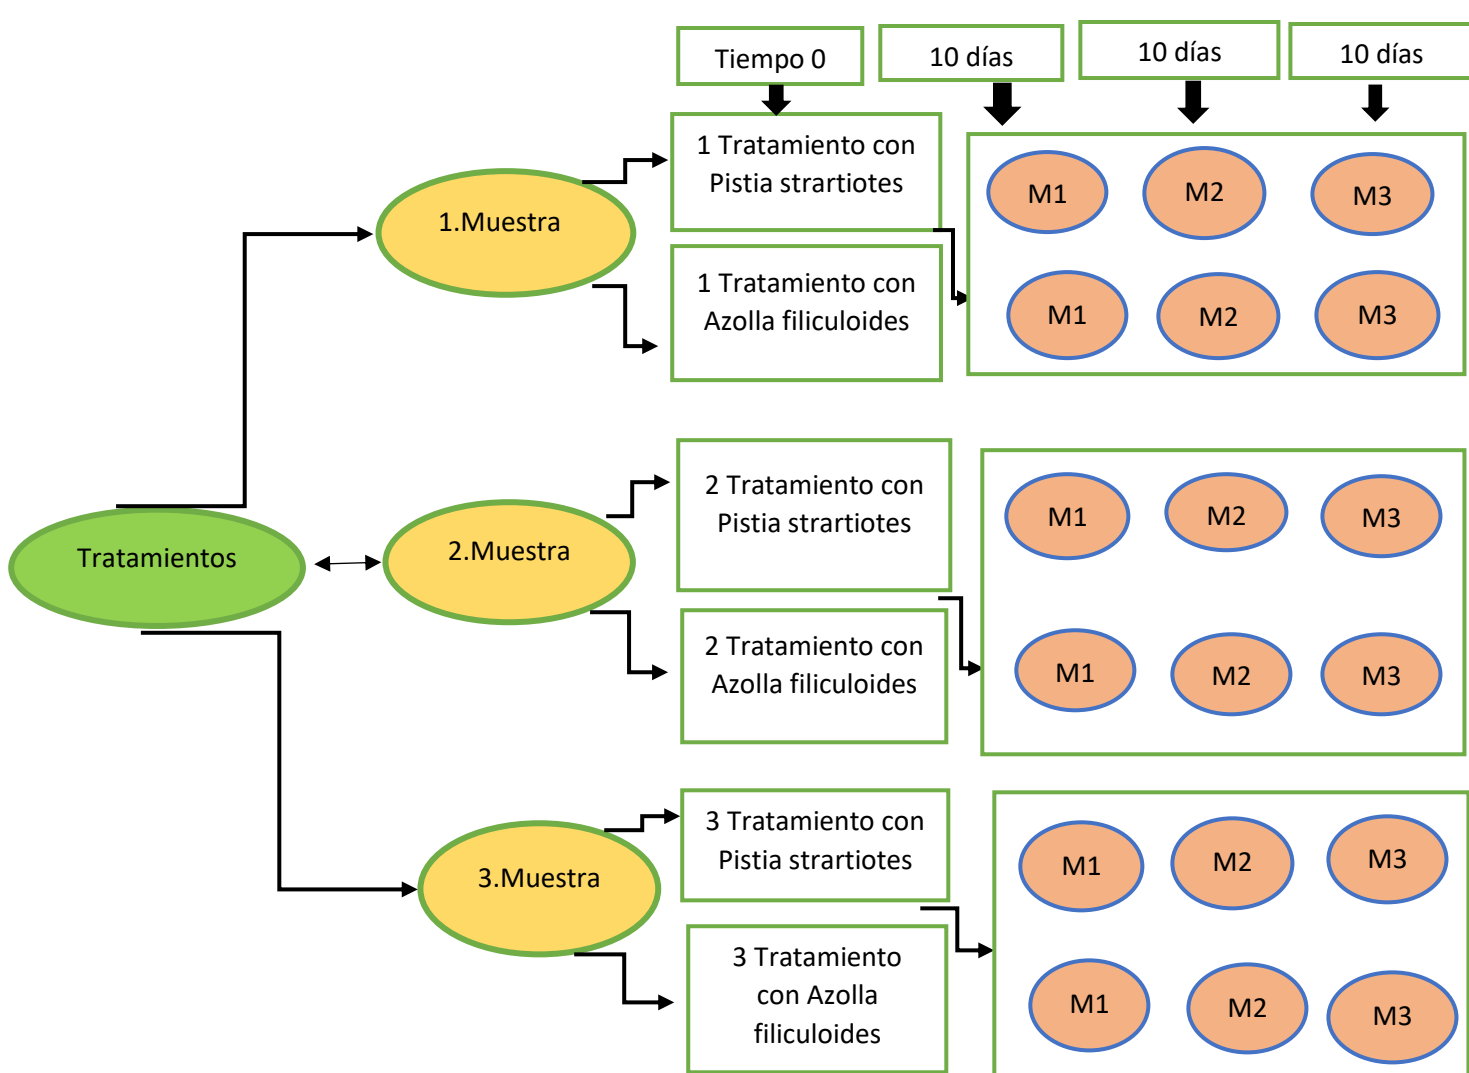 Tiempo 0
10 días
10 días
10 días
1 Tratamiento con
Pistia strartiotes
1.Muestra
1 Tratamiento con
Azolla filiculoides
M1
M2
M3
M1
M2
M3
Tratamientos
2.Muestra
2 Tratamiento con
Pistia strartiotes
2 Tratamiento con
Azolla filiculoides
M1
M2
M3
M1
M2
M3
3.Muestra
3 Tratamiento con
Pistia strartiotes
3 Tratamiento
con Azolla
filiculoides
M1
M2
M3
M1
M2
M3